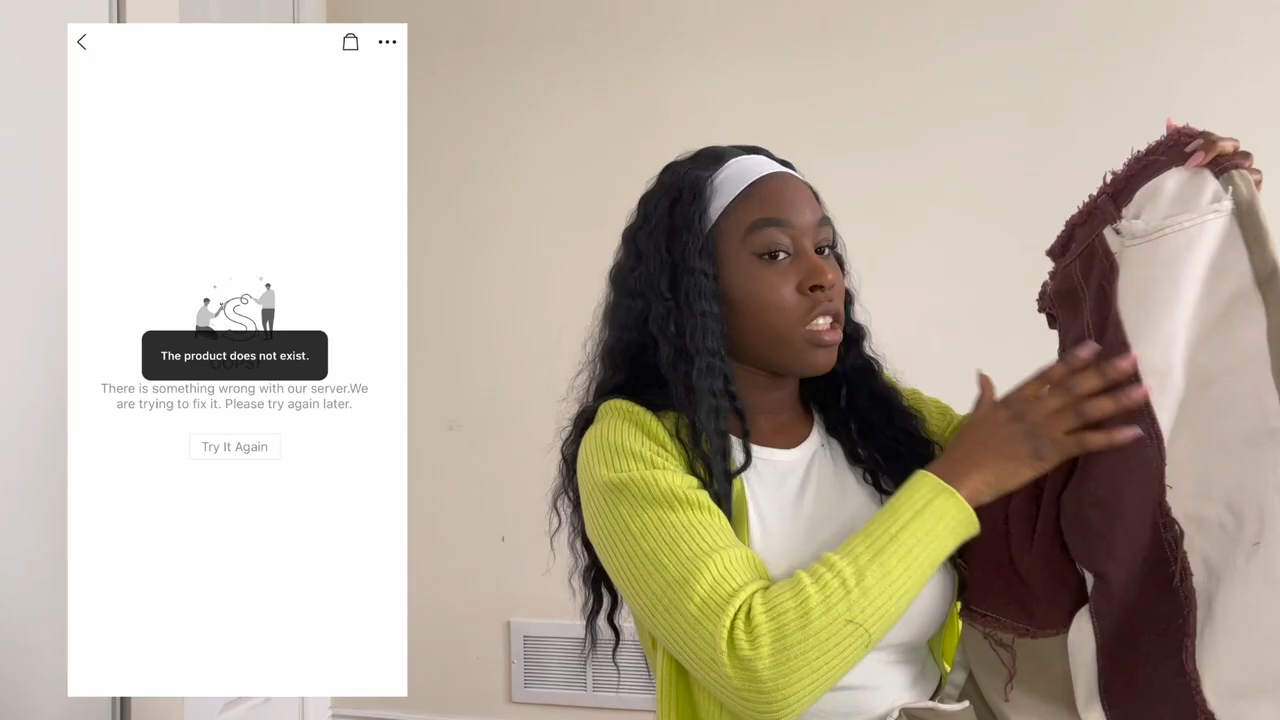 The product does not exist.
There is something wrong with our server.We
are trying to fix it. Please try again later.
Try It Again